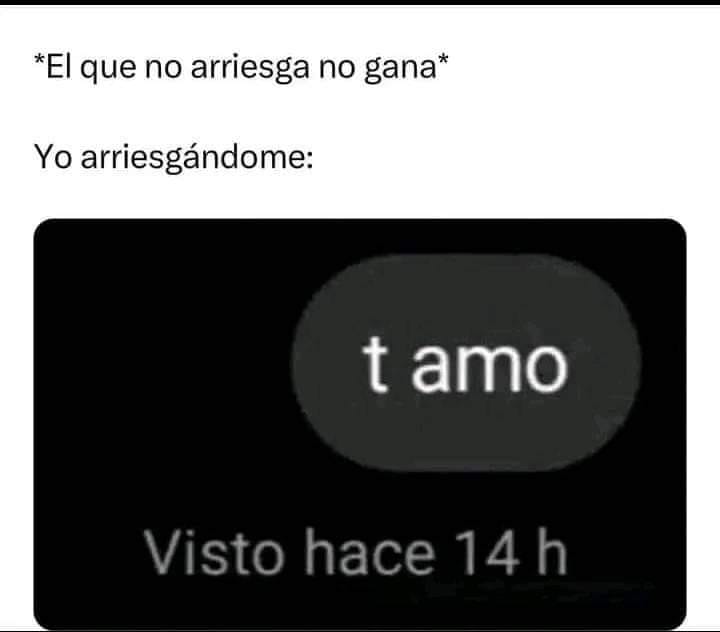 *El que no arriesga no gana*
Yo arriesgándome:
t amo
Visto hace 14 h